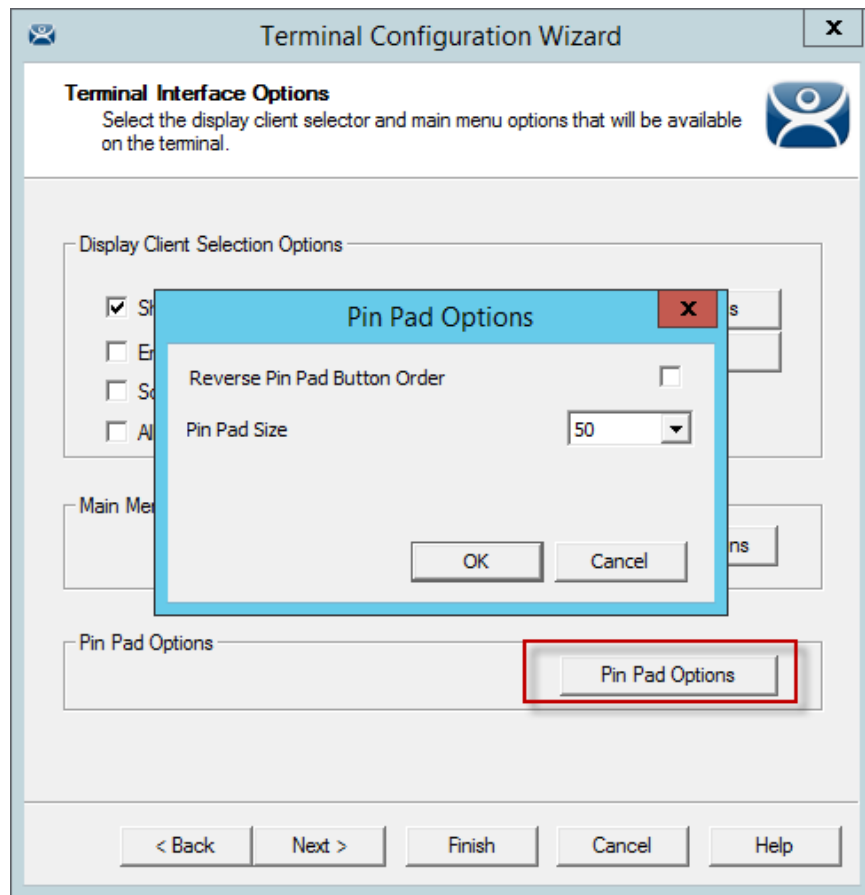 Terminal Configuration Wizard
x
Terminal Interface Options
Select the display client selector and main menu options that will be available
on the terminal.
Display Client Selection Options
Pin Pad Options
x
Reverse Pin Pad Button Order
Pin Pad Size
50
OK
Cancel
Main
Pin Pad Options
Pin Pad Options
< Back
Next >
Finish
Cancel
Help